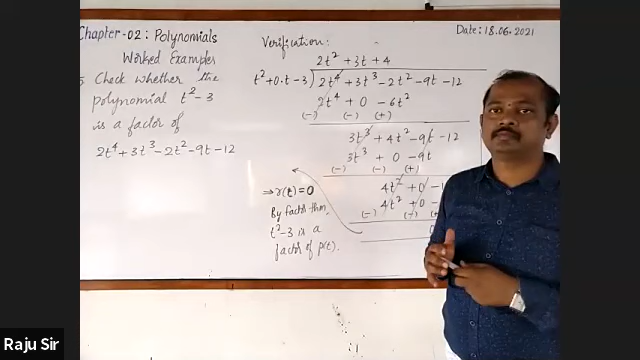 Chapter-02: Polynomials
Worked Examples
5 Check whether the
polynomial t²-3
is a factor of
2t⁴+3t³-2t²-9t-12
Verification:
Date:18.06.2021
2t²+3t+4
t²+0.t-3) 2t⁴+3t³-2t²-9t-12
2t⁴+0 -6t²
(-) (-) (+)
3t³+4t²-9t-12
3t³+0 -9t
(-) (-) (+)
4t²+0-1
4t²+0
(-) (-)
⇒r(t)=0
By factor thm,
t²-3 is a
factor of p(t).
Raju Sir